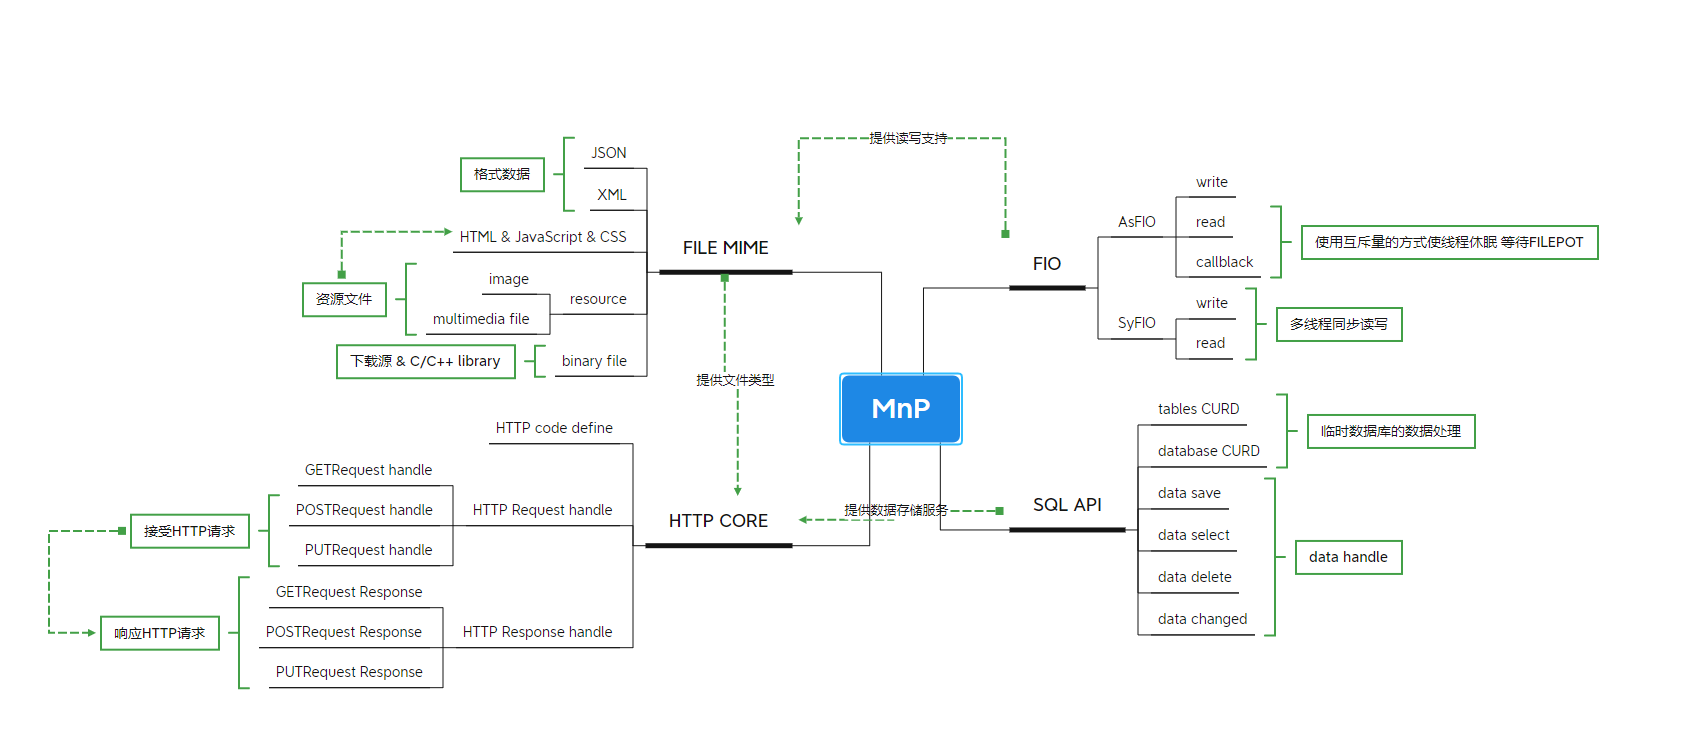 MnP
提供读写支持
FILE MIME
JSON
XML
格式数据
HTML & JavaScript & CSS
image
multimedia file
resource
资源文件
binary file
下载源 & C/C++ library
提供文件类型
FIO
AsFIO
write
read
callblack
使用互斥量的方式使线程休眠 等待FILEPOT
SyFIO
write
read
多线程同步读写
HTTP CORE
HTTP code define
HTTP Request handle
GETRequest handle
POSTRequest handle
PUTRequest handle
接受HTTP请求
HTTP Response handle
GETRequest Response
POSTRequest Response
PUTRequest Response
响应HTTP请求
提供数据存储服务
SQL API
tables CURD
database CURD
临时数据库的数据处理
data save
data select
data delete
data changed
data handle